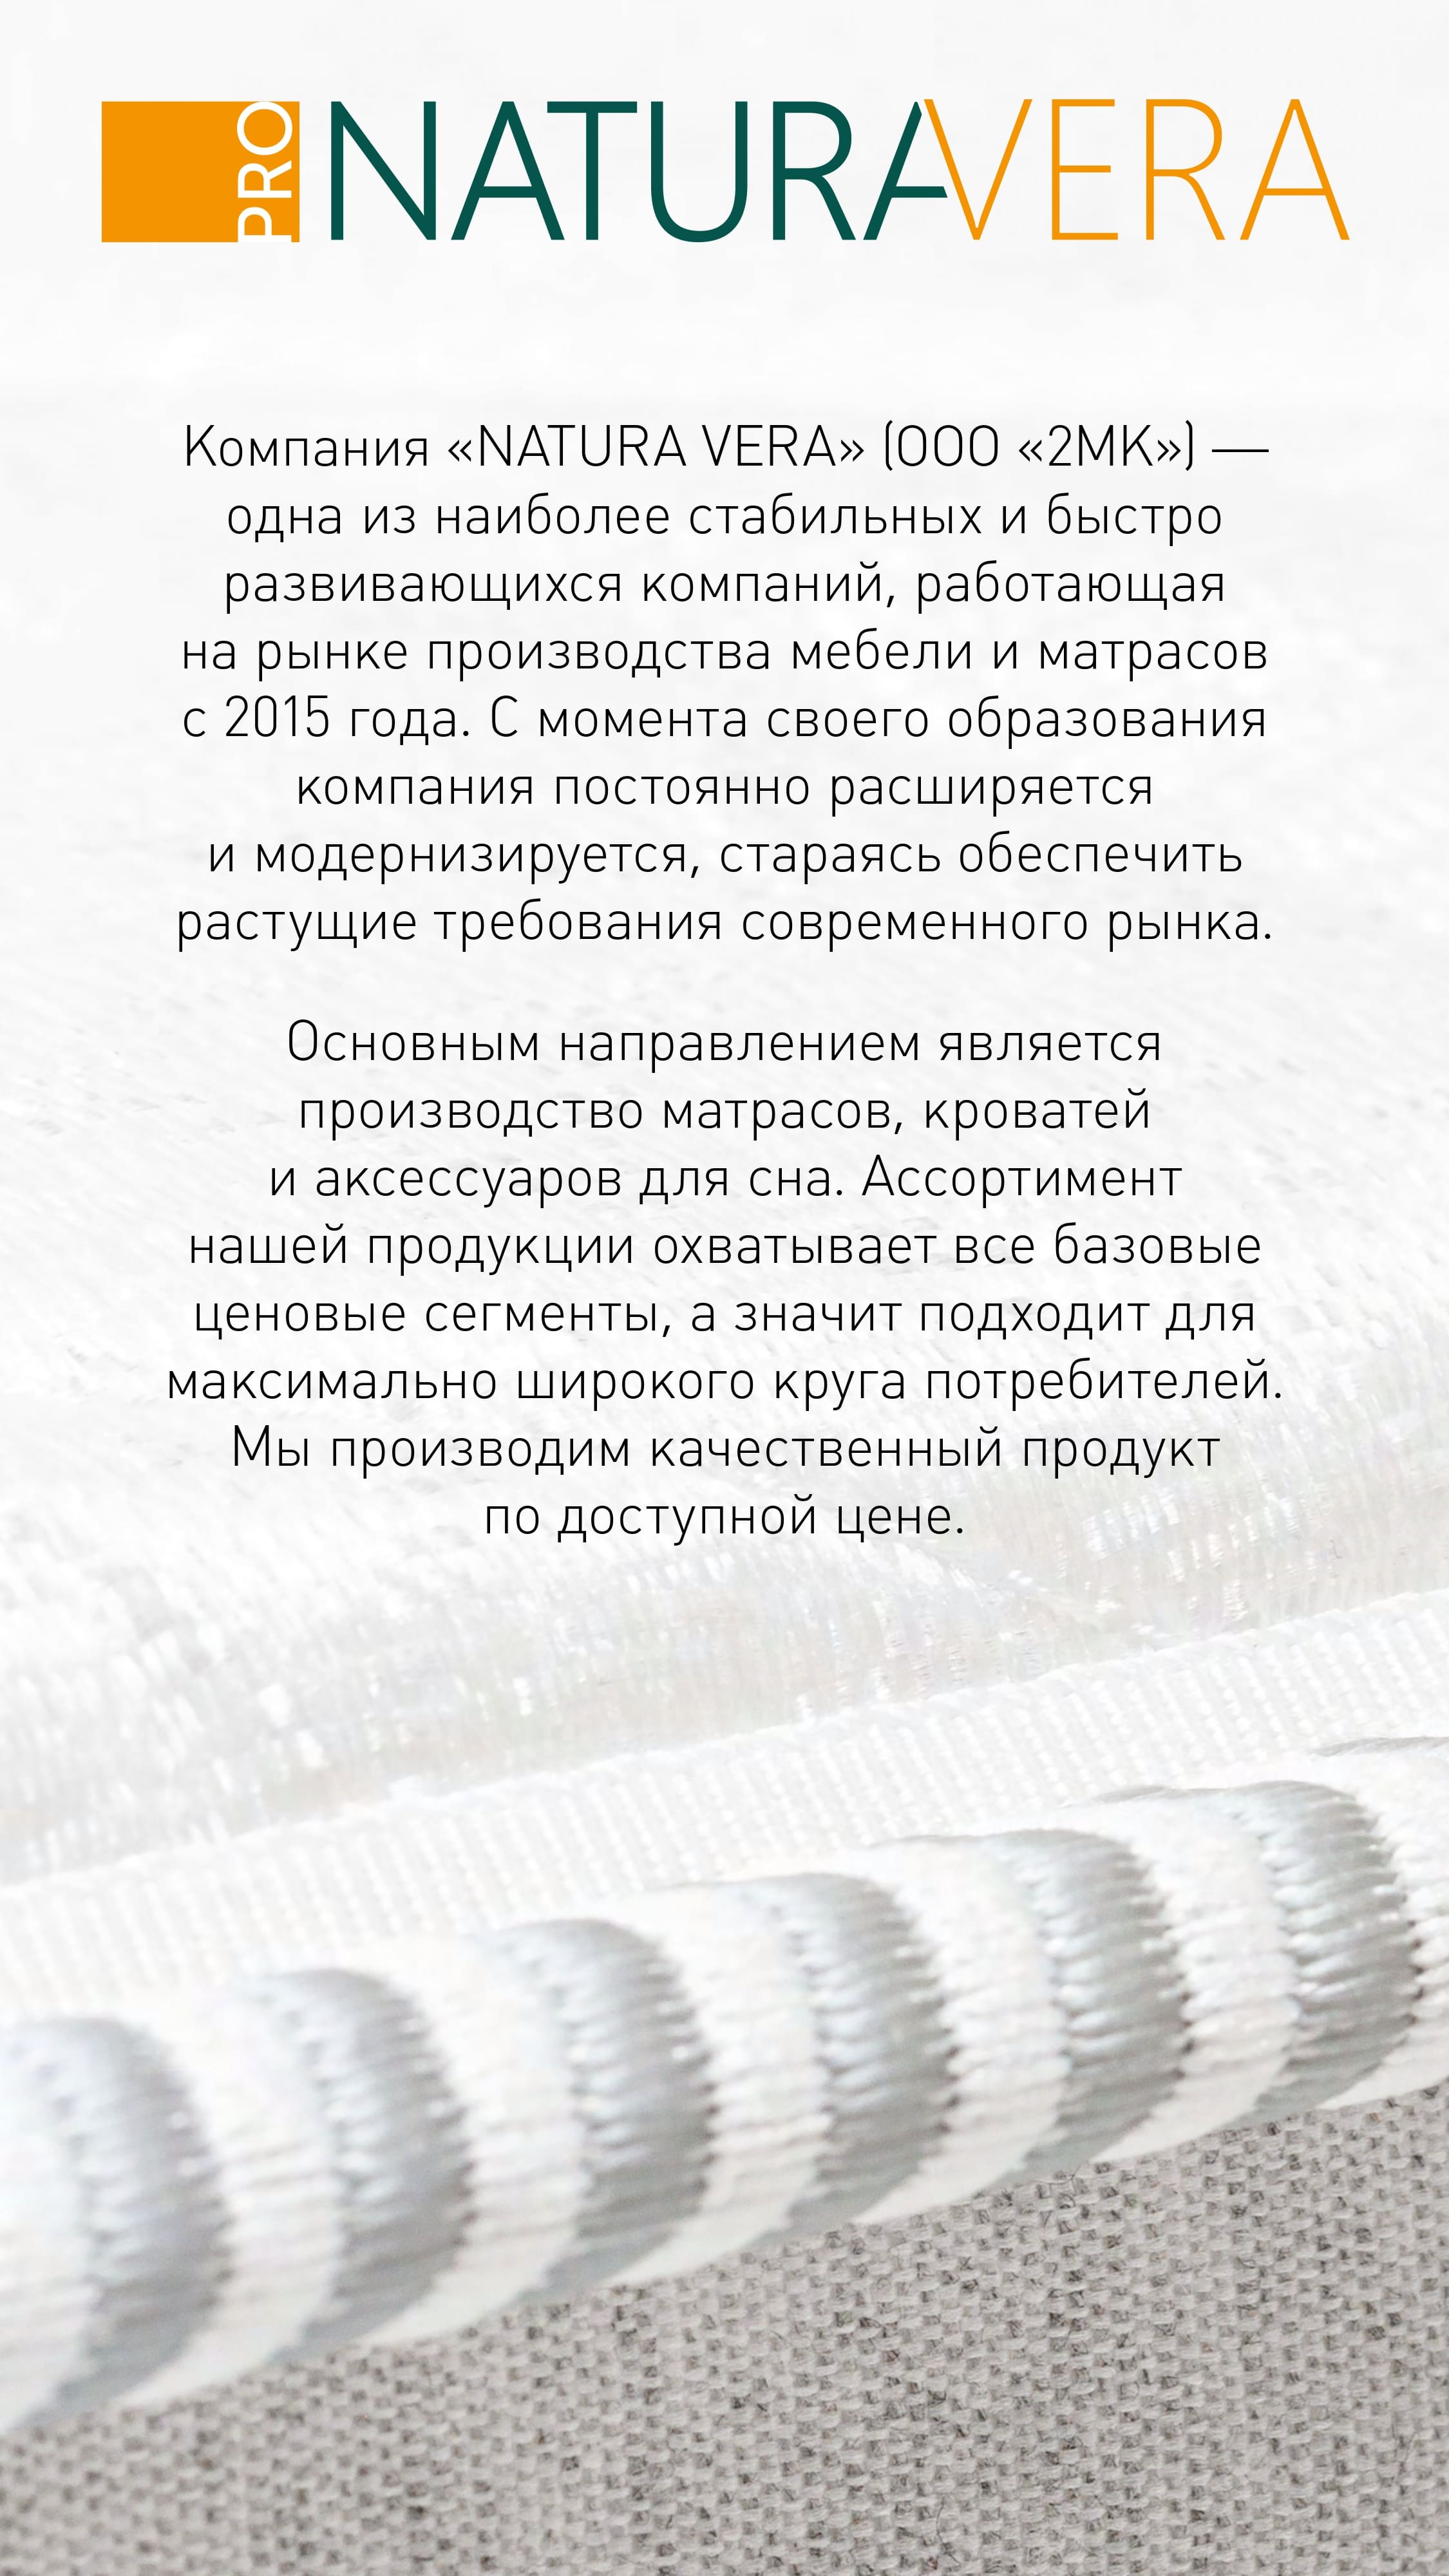 PRO NATURAVERA
Компания «NATURA VERA» (ООО «2МК») —
одна из наиболее стабильных и быстро
развивающихся компаний, работающая
на рынке производства мебели и матрасов
с 2015 года. С момента своего образования
компания постоянно расширяется
и модернизируется, стараясь обеспечить
растущие требования современного рынка.
Основным направлением является
производство матрасов, кроватей
и аксессуаров для сна. Ассортимент
нашей продукции охватывает все базовые
ценовые сегменты, а значит подходит для
максимально широкого круга потребителей.
Мы производим качественный продукт
по доступной цене.